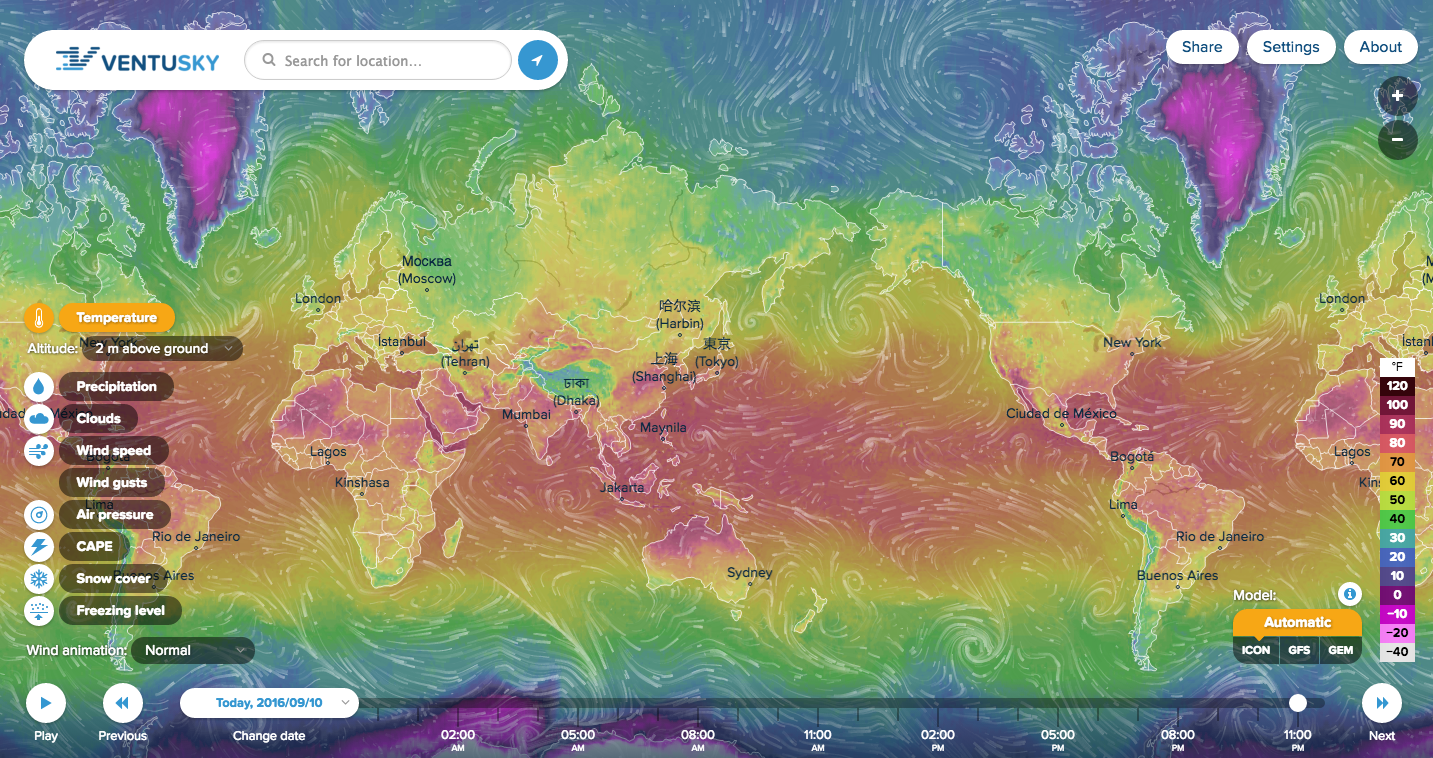 VENTUSKY
Search for location...
Share
Settings
About
+
−
Москва
(Moscow)
London
London
哈尔滨
(Harbin)
Temperature
Altitude: 2 m above ground
New York
İstanbul
تهران
(Tehran)
東京
(Tokyo)
上海
(Shanghai)
New York
°F
120
100
90
80
70
60
50
40
30
20
10
0
−10
−20
−40
Precipitation
Clouds
Wind speed
Wind gusts
Air pressure
CAPE
Snow cover
Freezing level
ঢাকা
(Dhaka)
Mumbai
Maynila
Ciudad de México
Lagos
Bogotá
Lagos
Kinshasa
Jakarta
Lima
Lima
Rio de Janeiro
Rio de Janeiro
Sydney
Buenos Aires
Buenos Aires
Model:
Automatic
ICON
GFS
GEM
Wind animation: Normal
Play
Previous
Today, 2016/09/10
Change date
02:00
AM
05:00
AM
08:00
AM
11:00
AM
02:00
PM
05:00
PM
08:00
PM
11:00
PM
Next